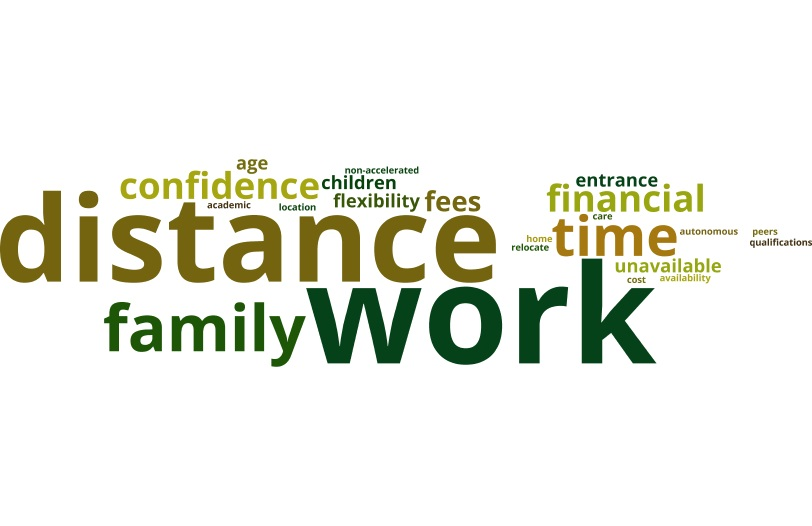 age
non-accelerated
confidence
children
entrance
academic
location
flexibility
fees
financial
care
distance
home
relocate
time
autonomous
peers
qualifications
unavailable
cost
availability
family
work